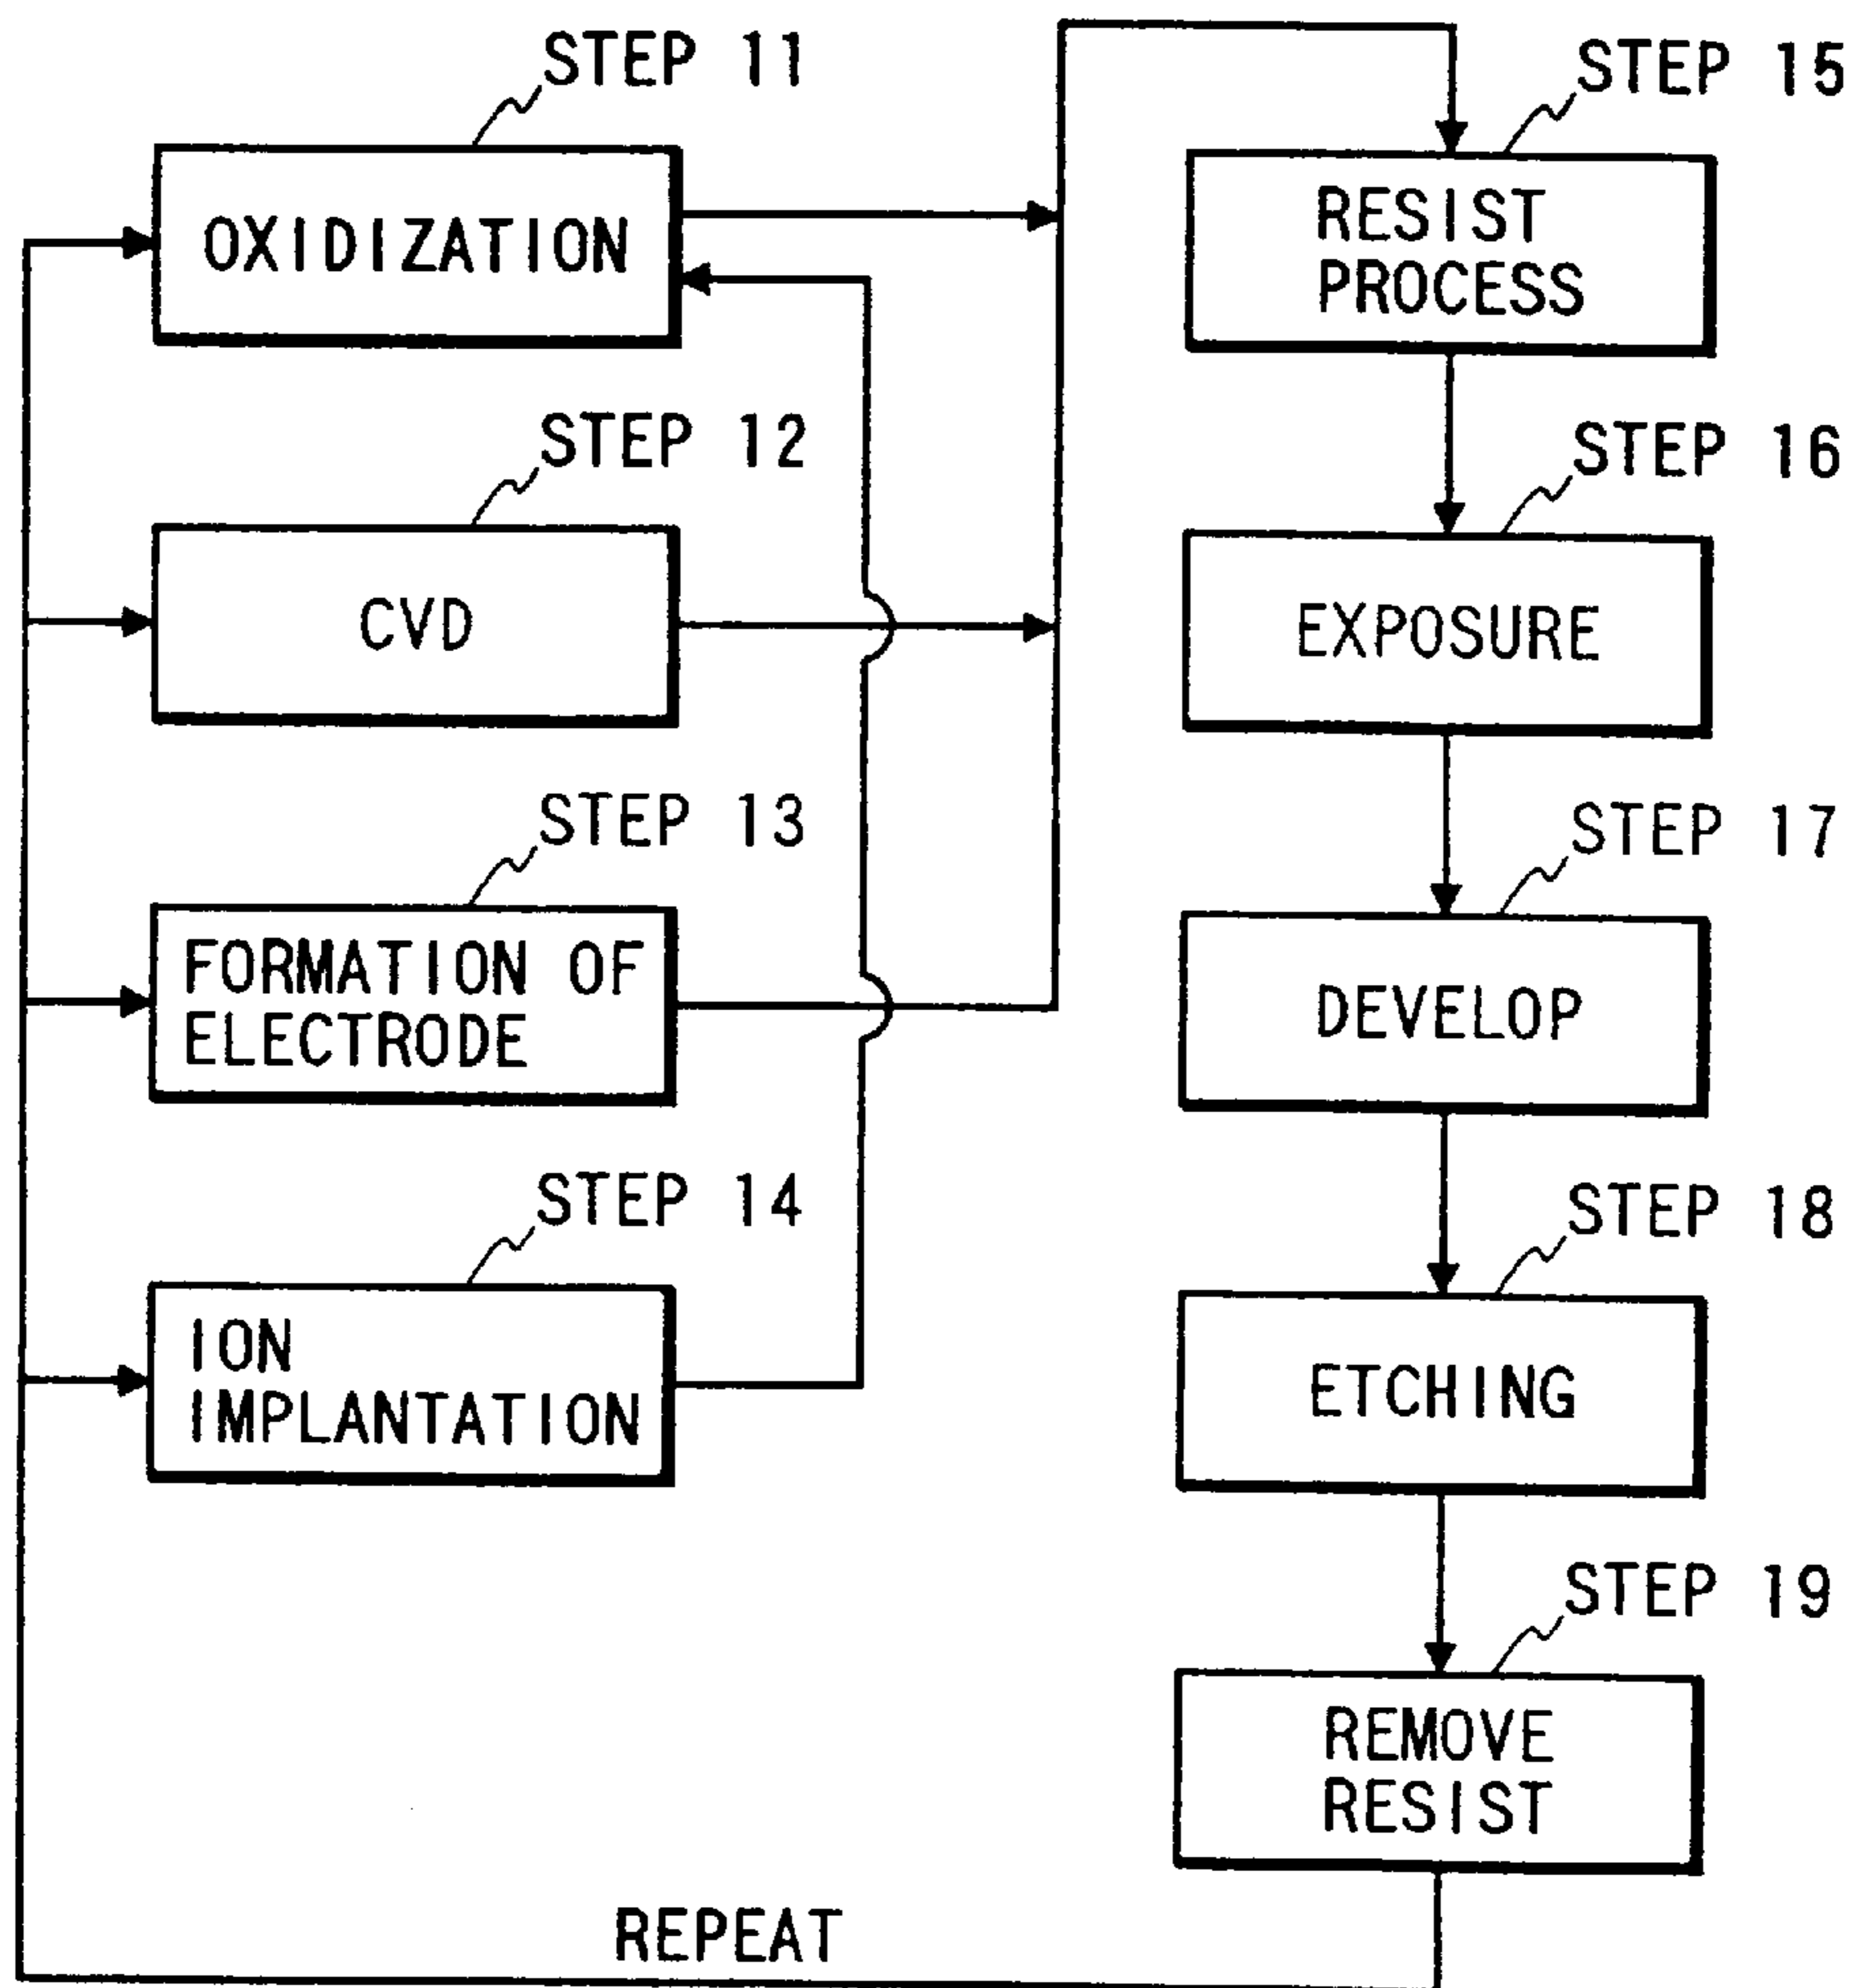 STEP 11
OXIDIZATION
STEP 12
CVD
STEP 13
FORMATION OF
ELECTRODE
STEP 14
ION
IMPLANTATION
STEP 15
RESIST
PROCESS
STEP 16
EXPOSURE
STEP 17
DEVELOP
STEP 18
ETCHING
STEP 19
REMOVE
RESIST
REPEAT